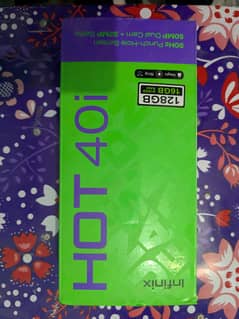 90Hz Punch-Hole Screen
50MP Dual Cam + 32MP Selfie
128GB
16GB
HOT 40i
Infinix